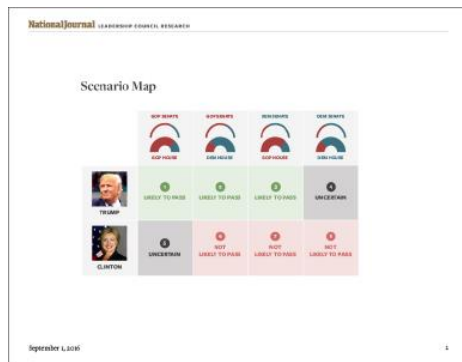 NationalJournal LEADERSHIP COUNCIL RESEARCH
Scenario Map
GOP SENATE GOP SENATE DEM SENATE DEM SENATE
GOP HOUSE DEM HOUSE GOP HOUSE DEM HOUSE
1 2 3 4
LIKELY TO PASS LIKELY TO PASS LIKELY TO PASS UNCERTAIN
TRUMP
5 6 7 8
UNCERTAIN NOT LIKELY TO PASS NOT LIKELY TO PASS NOT LIKELY TO PASS
CLINTON
September 1, 2016 1